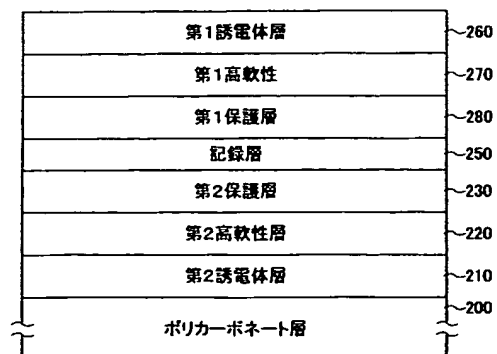 第1誘電体層 260
第1高軟性 270
第1保護層 280
記録層 250
第2保護層 230
第2高軟性層 220
第2誘電体層 210
200
ポリカーボネート層